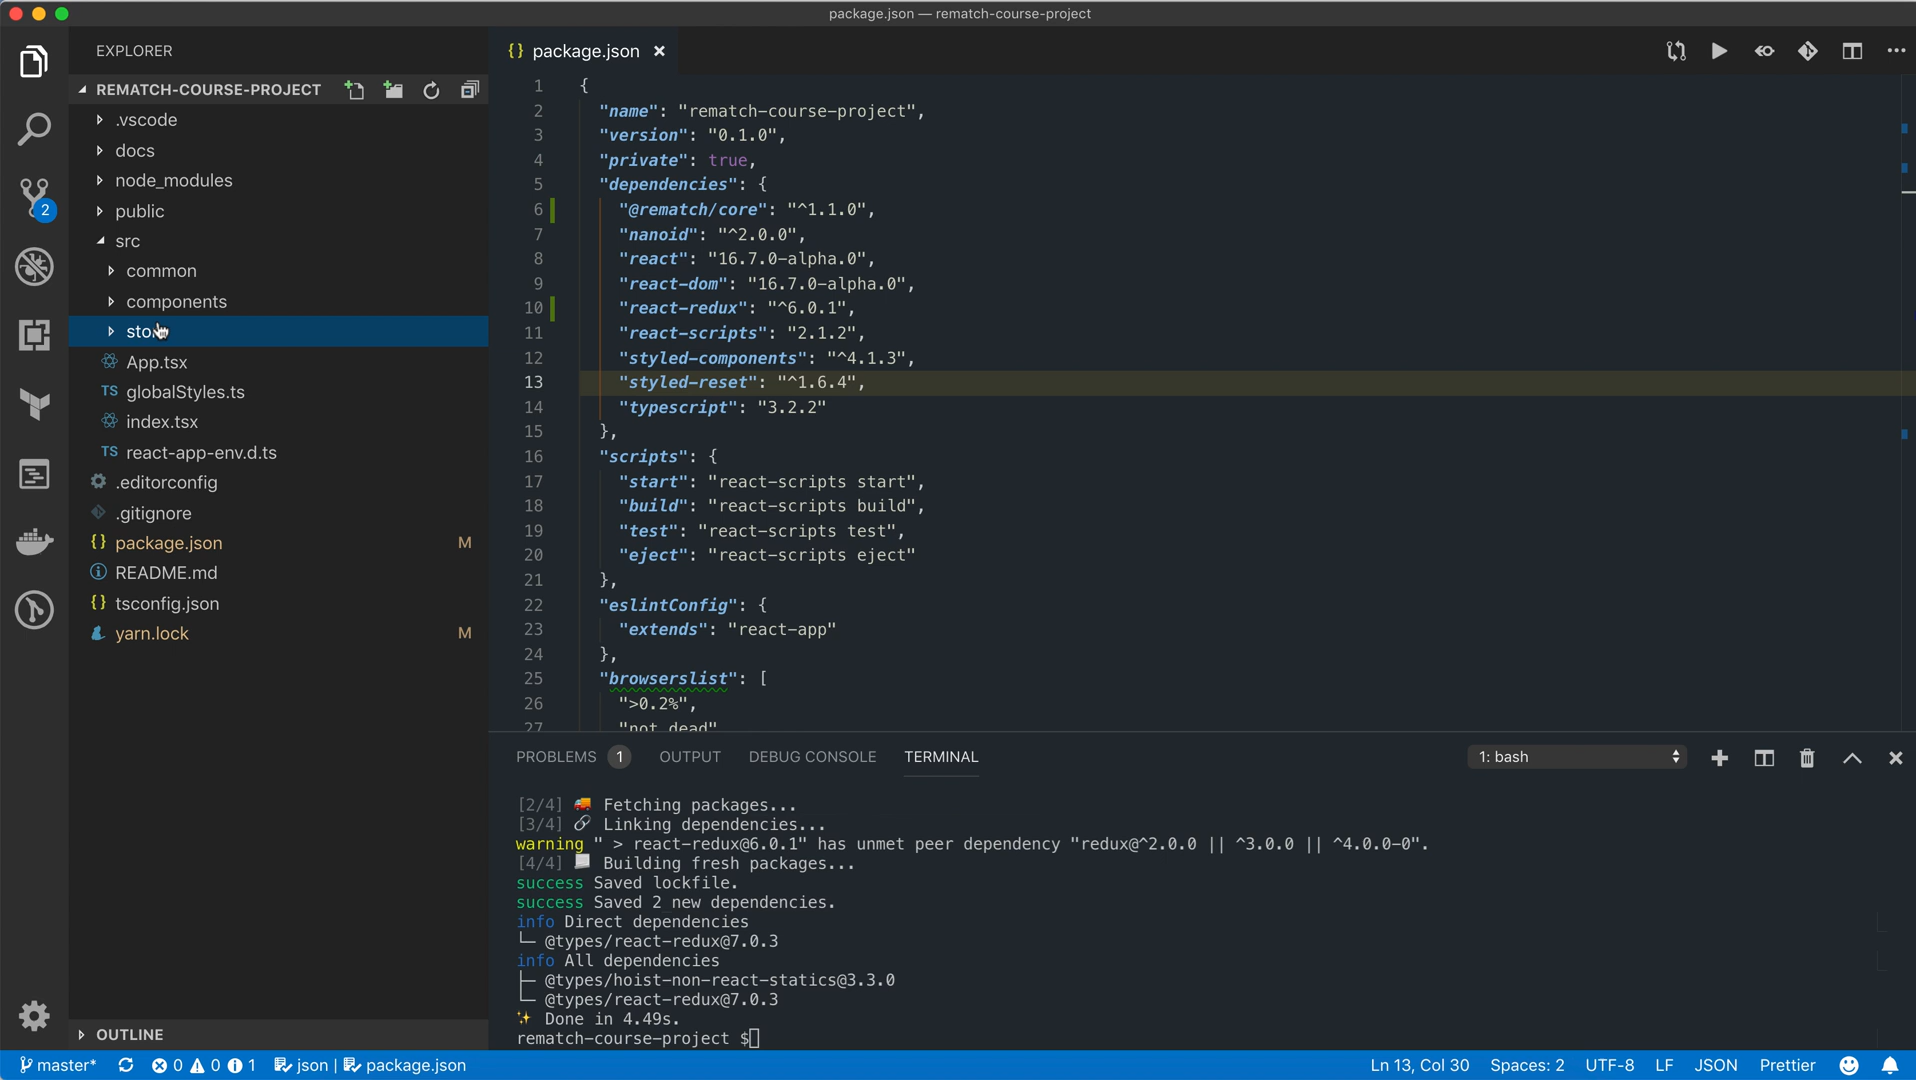 package.json — rematch-course-project
EXPLORER
REMATCH-COURSE-PROJECT
.vscode
docs
node_modules
public
src
common
components
App.tsx
TS globalStyles.ts
index.tsx
TS react-app-env.d.ts
.editorconfig
.gitignore
{} package.json M
README.md
{} tsconfig.json
yarn.lock M
OUTLINE
2
{} package.json ×
1 {
2 "name": "rematch-course-project",
3 "version": "0.1.0",
4 "private": true,
5 "dependencies": {
6 "@rematch/core": "^1.1.0",
7 "nanoid": "^2.0.0",
8 "react": "16.7.0-alpha.0",
9 "react-dom": "16.7.0-alpha.0",
10 "react-redux": "^6.0.1",
11 "react-scripts": "2.1.2",
12 "styled-components": "^4.1.3",
13 "styled-reset": "^1.6.4",
14 "typescript": "3.2.2"
15 },
16 "scripts": {
17 "start": "react-scripts start",
18 "build": "react-scripts build",
19 "test": "react-scripts test",
20 "eject": "react-scripts eject"
21 },
22 "eslintConfig": {
23 "extends": "react-app"
24 },
25 "browserslist": [
26 ">0.2%",
27 "not dead"
PROBLEMS 1 OUTPUT DEBUG CONSOLE TERMINAL 1: bash
[2/4] 🚚 Fetching packages...
[3/4] 🔗 Linking dependencies...
warning " > react-redux@6.0.1" has unmet peer dependency "redux@^2.0.0 || ^3.0.0 || ^4.0.0-0".
[4/4] 📃 Building fresh packages...
success Saved lockfile.
success Saved 2 new dependencies.
info Direct dependencies
└─ @types/react-redux@7.0.3
info All dependencies
├─ @types/hoist-non-react-statics@3.3.0
└─ @types/react-redux@7.0.3
✨ Done in 4.49s.
rematch-course-project $
master* 0 0 1 json | package.json Ln 13, Col 30 Spaces: 2 UTF-8 LF JSON Prettier